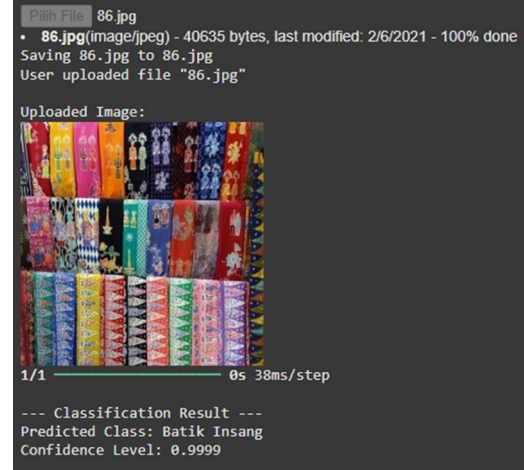 Pilih File 86.jpg
• 86.jpg(image/jpeg) - 40635 bytes, last modified: 2/6/2021 - 100% done
Saving 86.jpg to 86.jpg
User uploaded file "86.jpg"
Uploaded Image:
1/1 0s 38ms/step
--- Classification Result ---
Predicted Class: Batik Insang
Confidence Level: 0.9999